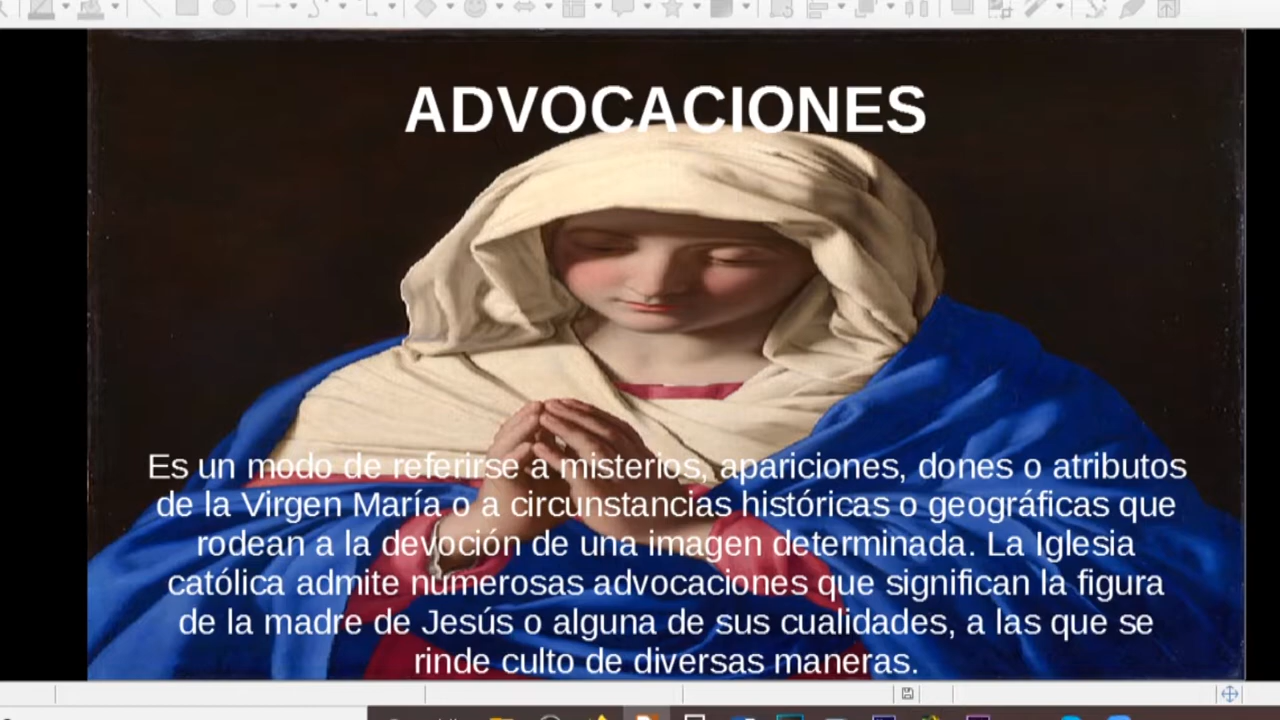 ADVOCACIONES
Es un modo de referirse a misterios, apariciones, dones o atributos
de la Virgen María o a circunstancias históricas o geográficas que
rodean a la devoción de una imagen determinada. La Iglesia
católica admite numerosas advocaciones que significan la figura
de la madre de Jesús o alguna de sus cualidades, a las que se
rinde culto de diversas maneras.